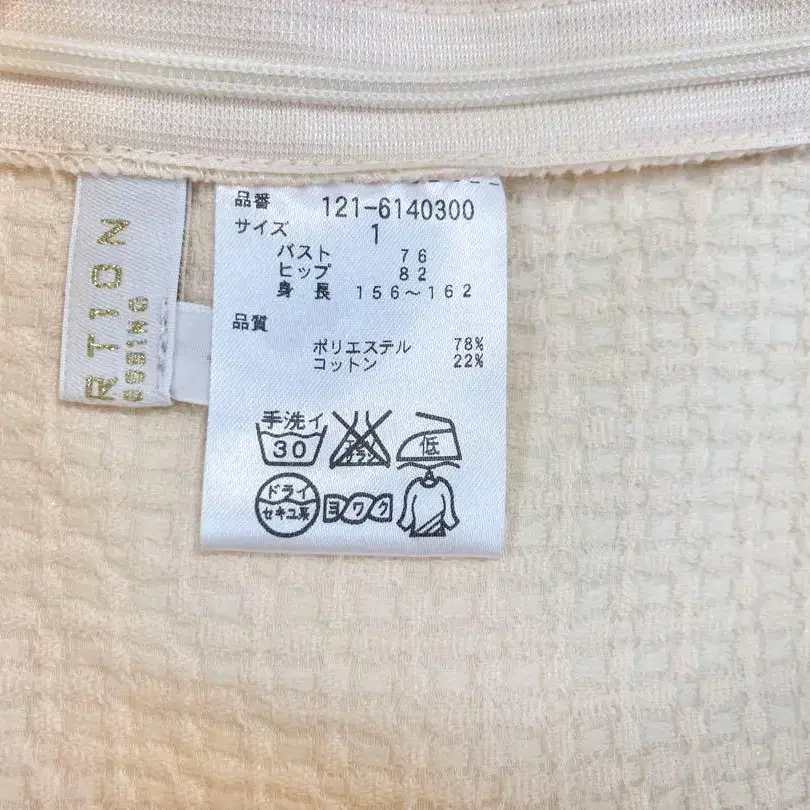 品番 121-6140300
サイズ 1
バスト 76
ヒップ 82
身長 156～162
品質
ポリエステル 78%
コットン 22%
手洗イ
30
低
ドライ
セキユ系
ヨワク
RTION